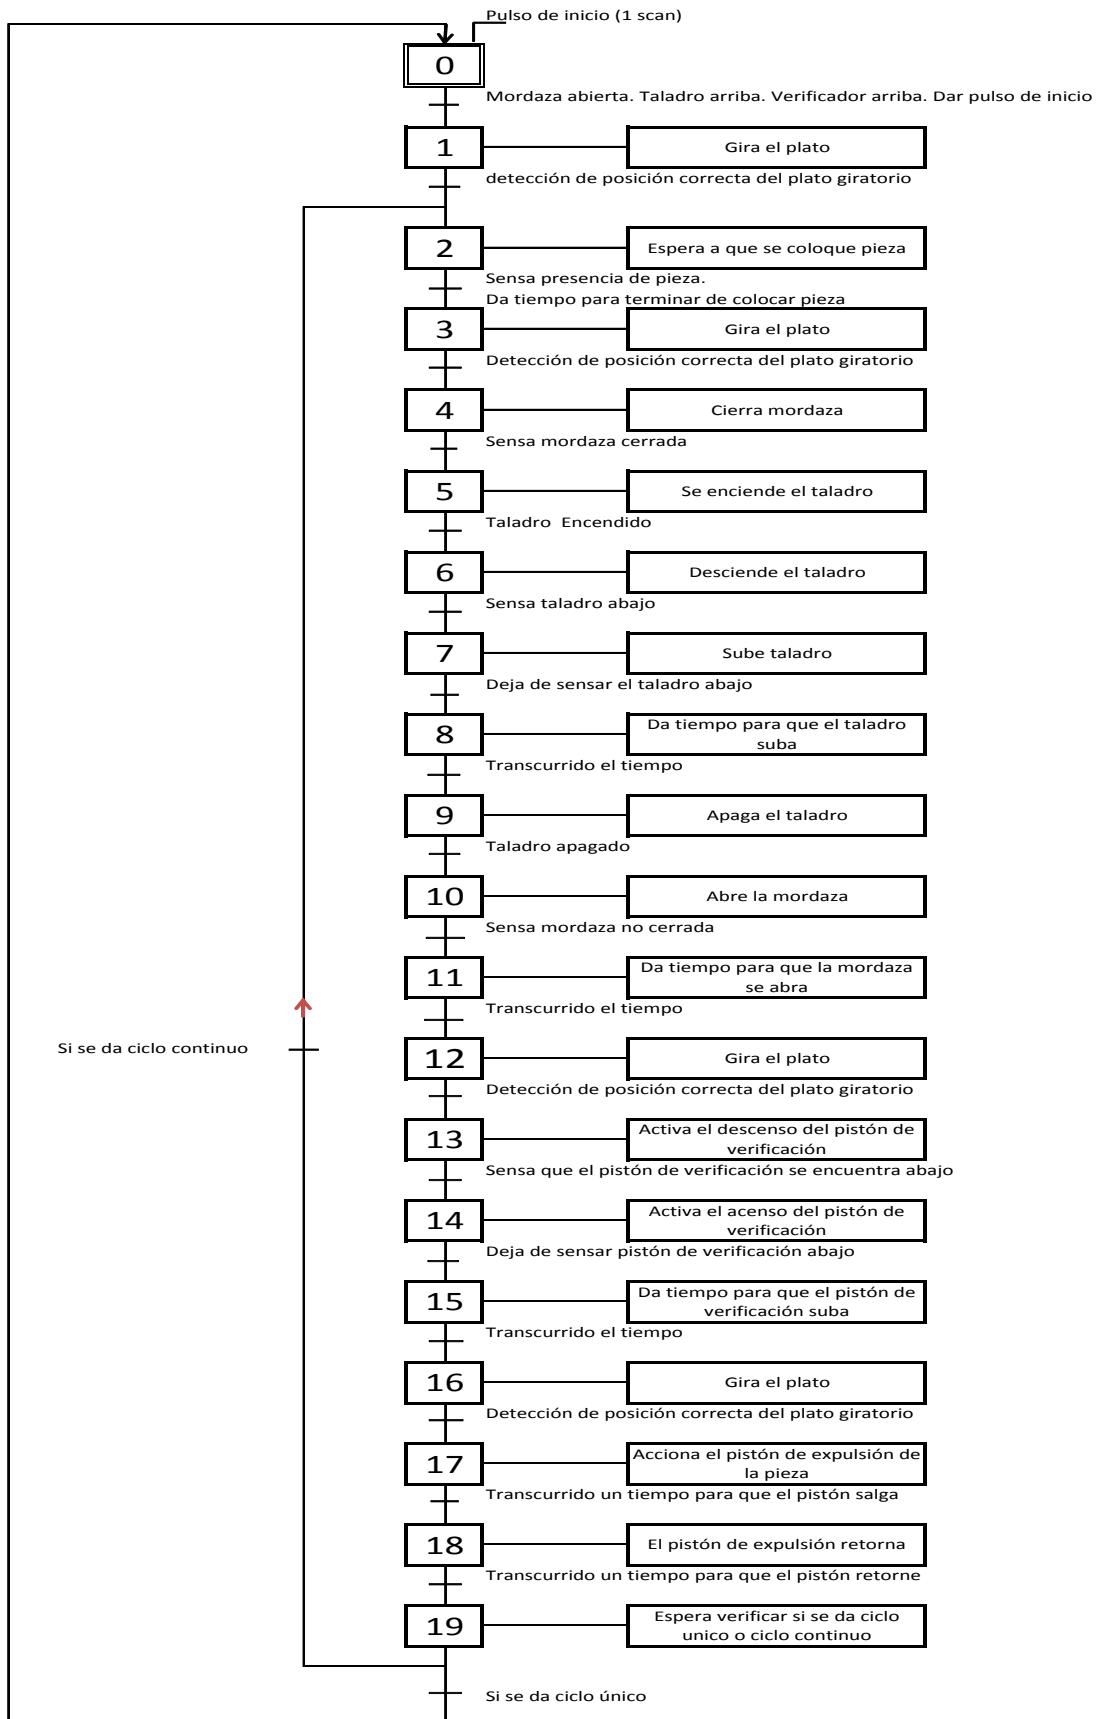 Pulso de inicio (1 scan)
0
Mordaza abierta. Taladro arriba. Verificador arriba. Dar pulso de inicio
1
Gira el plato
detección de posición correcta del plato giratorio
2
Espera a que se coloque pieza
Sensa presencia de pieza.
Da tiempo para terminar de colocar pieza
3
Gira el plato
Detección de posición correcta del plato giratorio
4
Cierra mordaza
Sensa mordaza cerrada
5
Se enciende el taladro
Taladro  Encendido
6
Desciende el taladro
Sensa taladro abajo
7
Sube taladro
Deja de sensar el taladro abajo
8
Da tiempo para que el taladro
suba
Transcurrido el tiempo
9
Apaga el taladro
Taladro apagado
10
Abre la mordaza
Sensa mordaza no cerrada
11
Da tiempo para que la mordaza
se abra
Transcurrido el tiempo
Si se da ciclo continuo
12
Gira el plato
Detección de posición correcta del plato giratorio
13
Activa el descenso del pistón de
verificación
Sensa que el pistón de verificación se encuentra abajo
14
Activa el acenso del pistón de
verificación
Deja de sensar pistón de verificación abajo
15
Da tiempo para que el pistón de
verificación suba
Transcurrido el tiempo
16
Gira el plato
Detección de posición correcta del plato giratorio
17
Acciona el pistón de expulsión de
la pieza
Transcurrido un tiempo para que el pistón salga
18
El pistón de expulsión retorna
Transcurrido un tiempo para que el pistón retorne
19
Espera verificar si se da ciclo
unico o ciclo continuo
Si se da ciclo único